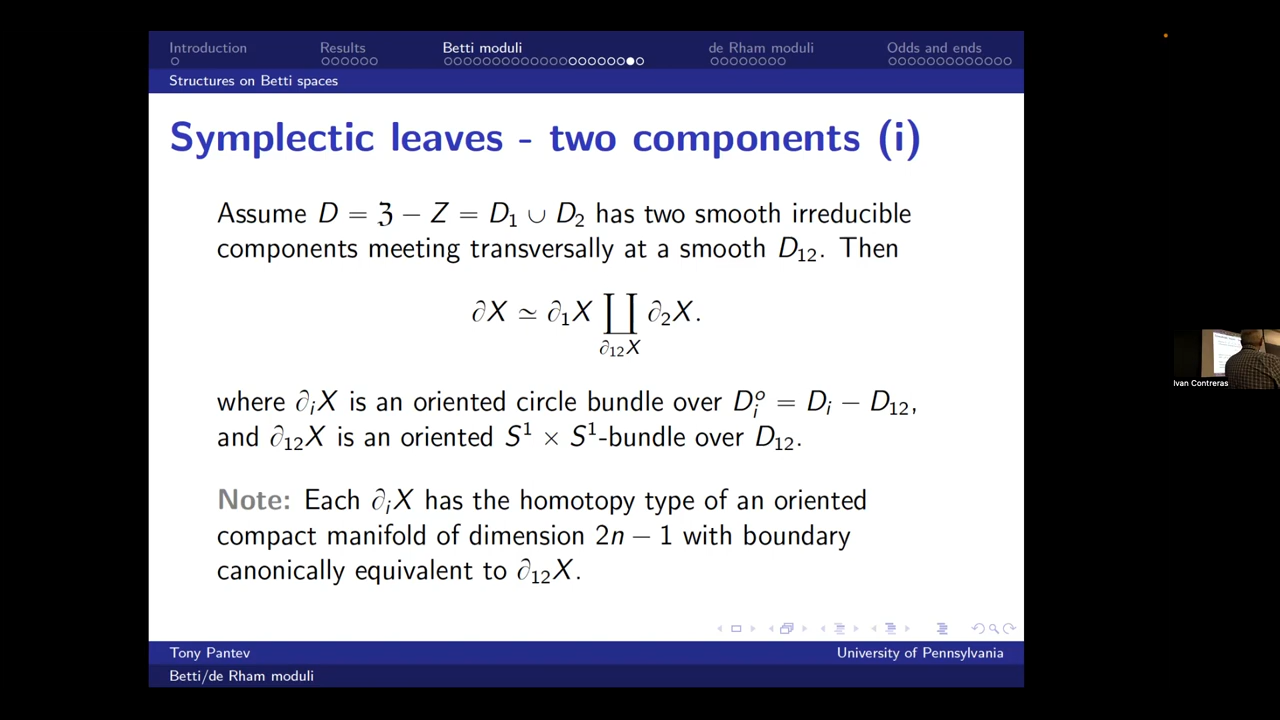 Introduction Results Betti moduli de Rham moduli Odds and ends
Structures on Betti spaces
Symplectic leaves - two components (i)
Assume D = ℨ − Z = D₁ ∪ D₂ has two smooth irreducible
components meeting transversally at a smooth D₁₂. Then
∂X ≃ ∂₁X ∐ ∂₂X.
∂₁₂X
where ∂ᵢX is an oriented circle bundle over Dᵢᵒ = Dᵢ − D₁₂,
and ∂₁₂X is an oriented S¹ × S¹-bundle over D₁₂.
Note: Each ∂ᵢX has the homotopy type of an oriented
compact manifold of dimension 2n − 1 with boundary
canonically equivalent to ∂₁₂X.
Tony Pantev University of Pennsylvania
Betti/de Rham moduli
Ivan Contreras